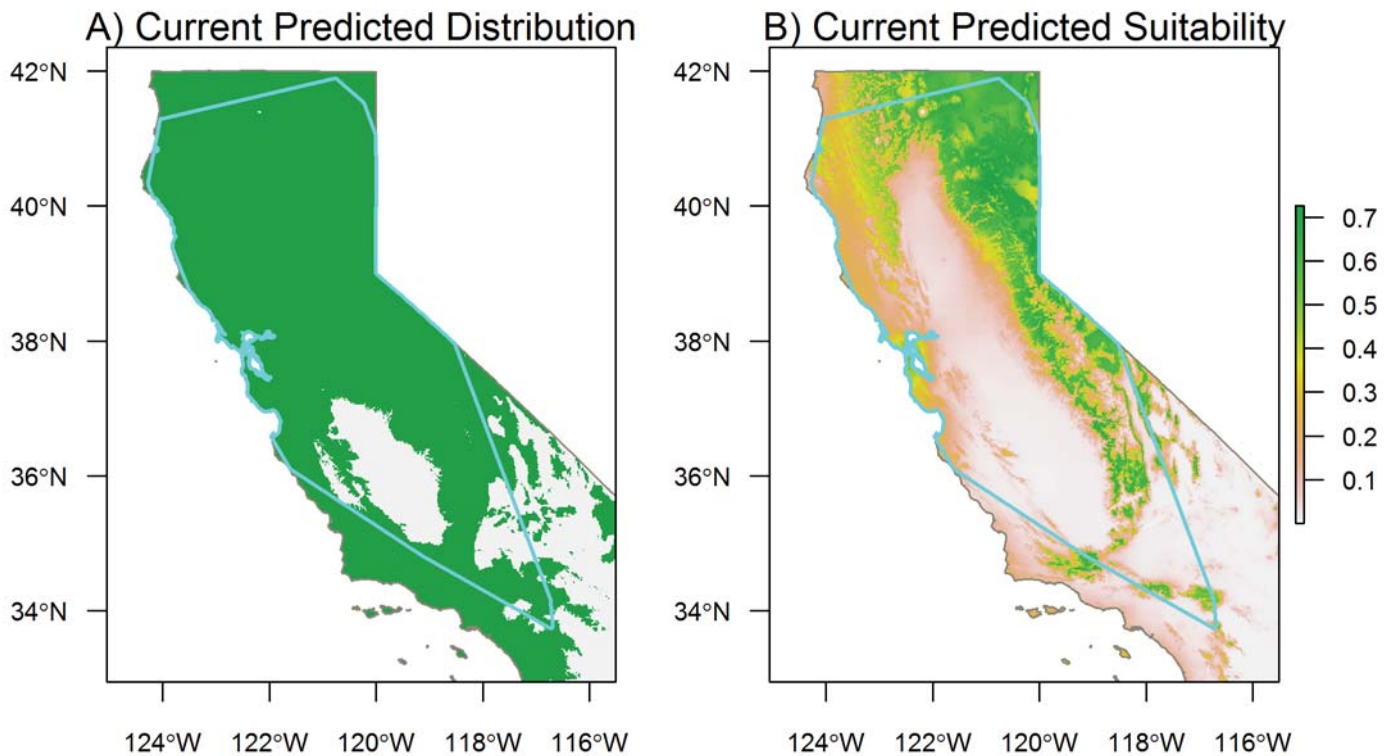 A) Current Predicted Distribution
42°N
40°N
38°N
36°N
34°N
124°W 122°W 120°W 118°W 116°W
B) Current Predicted Suitability
42°N
40°N
38°N
36°N
34°N
124°W 122°W 120°W 118°W 116°W
0.7
0.6
0.5
0.4
0.3
0.2
0.1